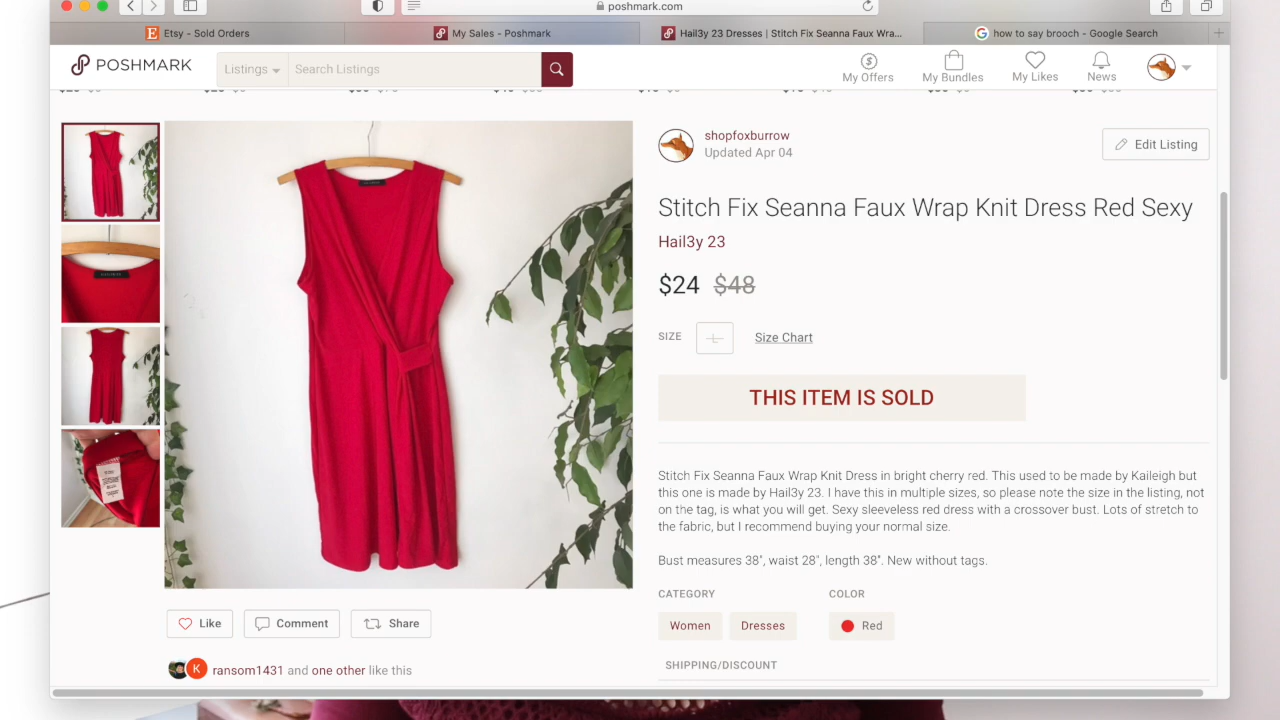 poshmark.com
Etsy - Sold Orders
My Sales - Poshmark
Hail3y 23 Dresses | Stitch Fix Seanna Faux Wra...
how to say brooch - Google Search
POSHMARK
Listings
Search Listings
My Offers
My Bundles
My Likes
News
shopfoxburrow
Updated Apr 04
Edit Listing
Stitch Fix Seanna Faux Wrap Knit Dress Red Sexy
Hail3y 23
$24 $48
SIZE
L
Size Chart
THIS ITEM IS SOLD
Stitch Fix Seanna Faux Wrap Knit Dress in bright cherry red. This used to be made by Kaileigh but
this one is made by Hail3y 23. I have this in multiple sizes, so please note the size in the listing, not
on the tag, is what you will get. Sexy sleeveless red dress with a crossover bust. Lots of stretch to
the fabric, but I recommend buying your normal size.
Bust measures 38", waist 28", length 38". New without tags.
CATEGORY
COLOR
Women
Dresses
Red
SHIPPING/DISCOUNT
Like
Comment
Share
K
ransom1431 and one other like this